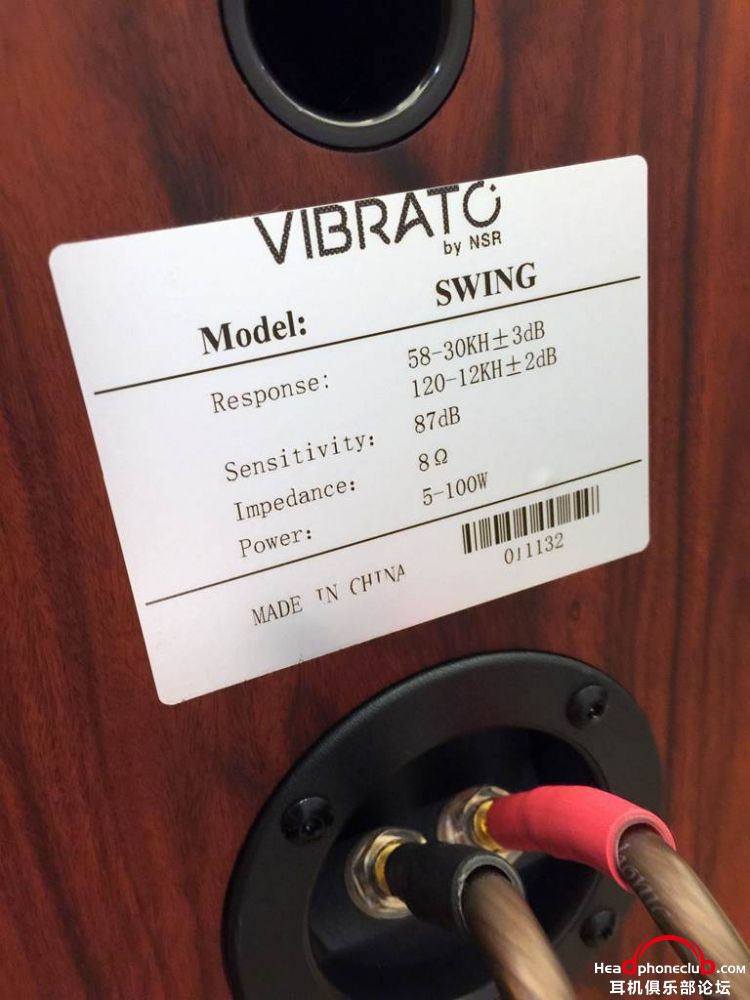 VIBRATO
by NSR
Model: SWING
Response: 58-30KH±3dB
120-12KH±2dB
Sensitivity: 87dB
Impedance: 8Ω
Power: 5-100W
011132
MADE IN CHINA
Headphoneclub.com
耳机俱乐部论坛